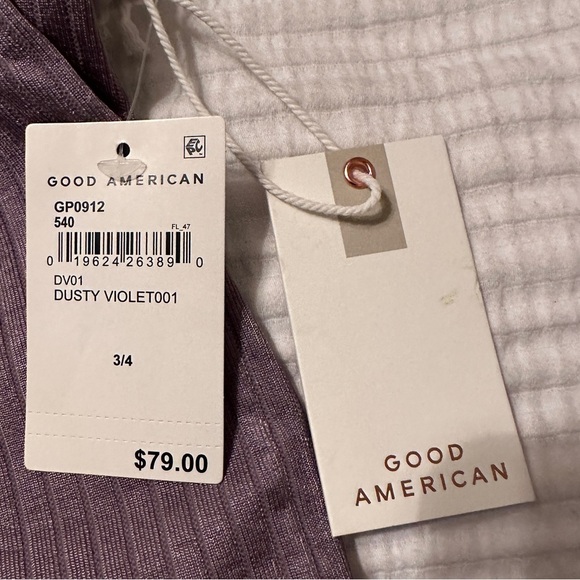 GOOD AMERICAN
GP0912
540
FL_47
0 19624 26389 0
DV01
DUSTY VIOLET001
3/4
$79.00
GOOD
AMERICAN